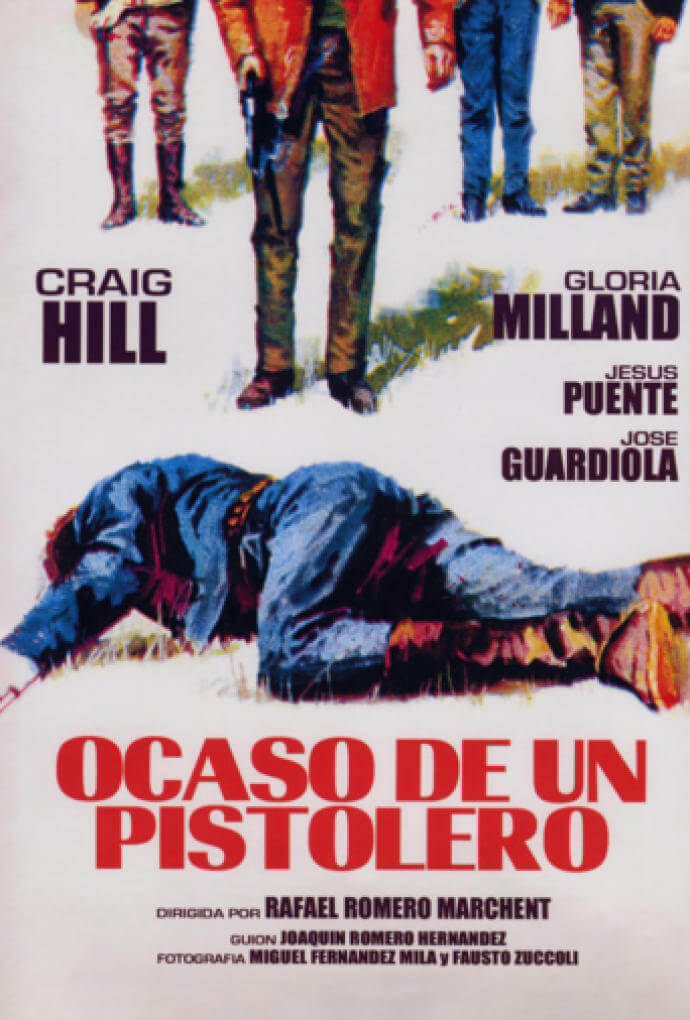 CRAIG
HILL
GLORIA
MILLAND
JESUS
PUENTE
JOSE
GUARDIOLA
OCASO DE UN
PISTOLERO
DIRIGIDA POR RAFAEL ROMERO MARCHENT
GUION JOAQUIN ROMERO HERNANDEZ
FOTOGRAFIA MIGUEL FERNANDEZ MILA y FAUSTO ZUCCOLI